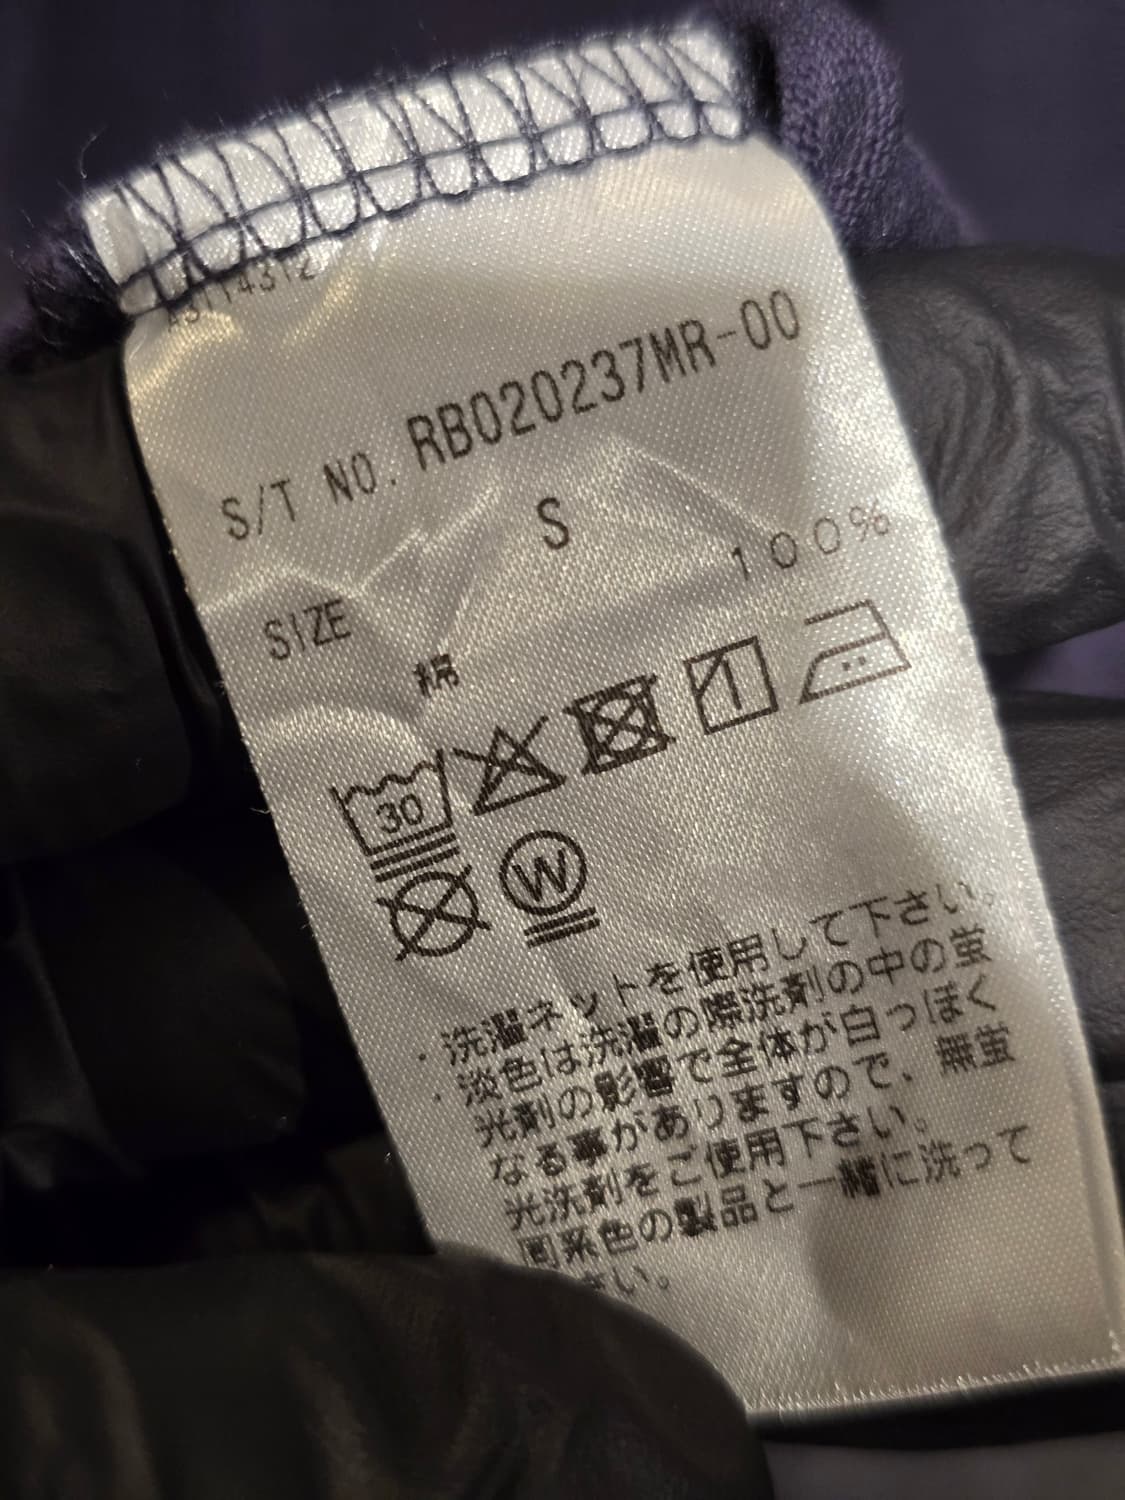 S/T NO. RB020237MR-00
SIZE S
綿 100%
30
W
・洗濯ネットを使用して下さい。
・淡色は洗濯の際洗剤の中の蛍
光剤の影響で全体が白っぽく
なる事がありますので、無蛍
光洗剤をご使用下さい。
同系色の製品と一緒に洗って
さい。